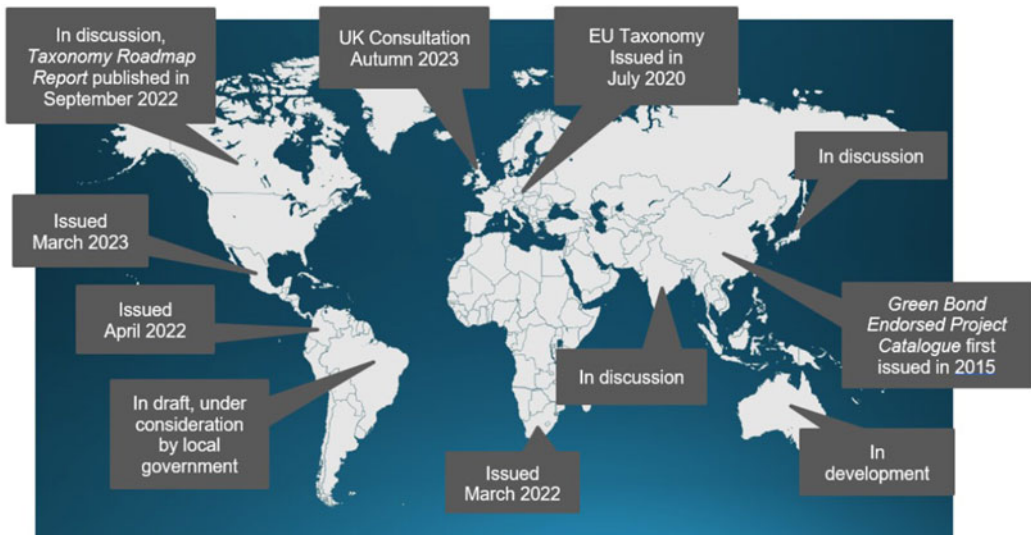 In discussion,
Taxonomy Roadmap
Report published in
September 2022
UK Consultation
Autumn 2023
EU Taxonomy
Issued in
July 2020
In discussion
Issued
March 2023
Issued
April 2022
Green Bond
Endorsed Project
Catalogue first
issued in 2015
In discussion
In draft, under
consideration
by local
government
Issued
March 2022
In
development